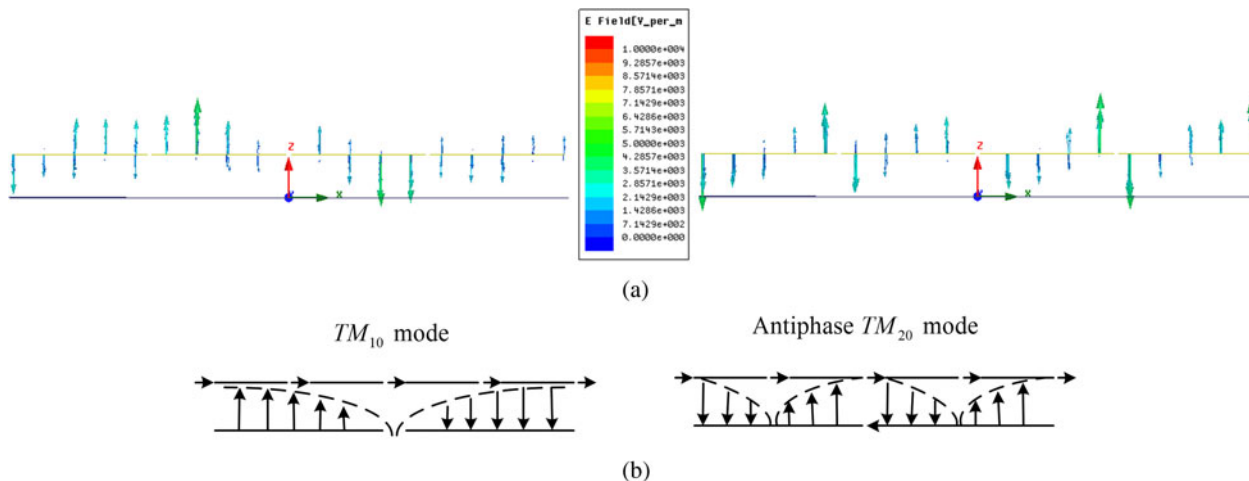 E Field[V_per_m
1.0000e+004
9.2857e+003
8.5714e+003
7.8571e+003
7.1429e+003
6.4286e+003
5.7143e+003
5.0000e+003
4.2857e+003
3.5714e+003
2.8571e+003
2.1429e+003
1.4286e+003
7.1429e+002
0.0000e+000
Z
X
Z
X
(a)
TM10 mode
Antiphase TM20 mode
(b)